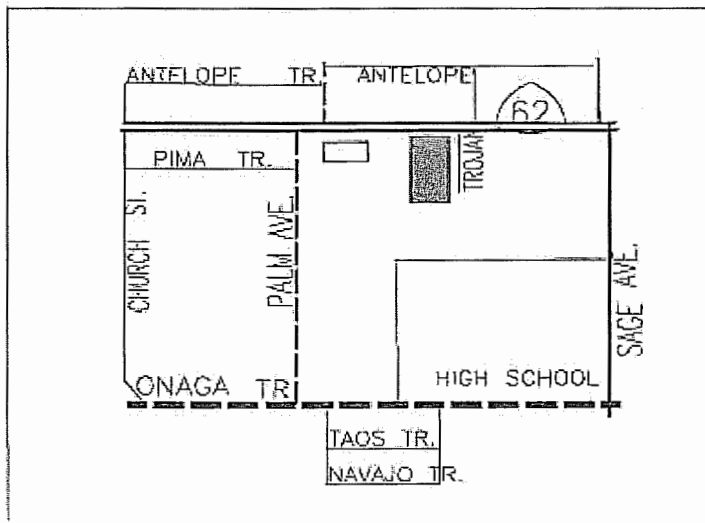 ANTELOPE TR. ANTELOPE
62
PIMA TR.
TROJAN
CHURCH ST.
PALM AVE.
SAGE AVE.
ONAGA TR
HIGH SCHOOL
TAOS TR.
NAVAJO TR.